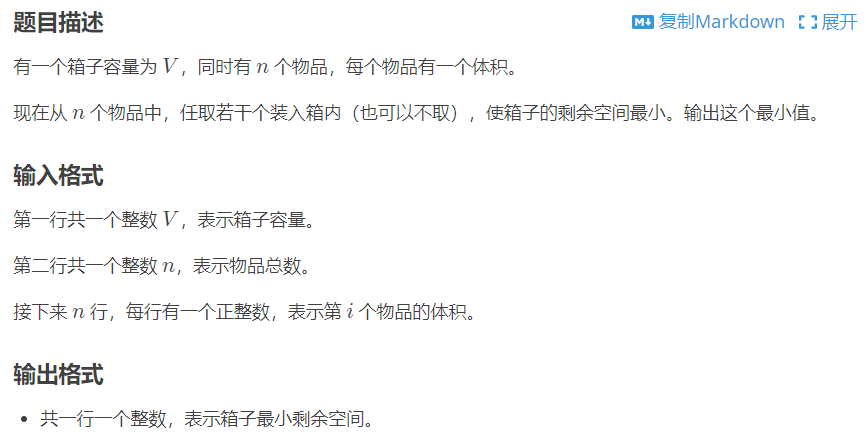 题目描述
复制Markdown 展开
有一个箱子容量为 V，同时有 n 个物品，每个物品有一个体积。
现在从 n 个物品中，任取若干个装入箱内（也可以不取），使箱子的剩余空间最小。输出这个最小值。
输入格式
第一行共一个整数 V，表示箱子容量。
第二行共一个整数 n，表示物品总数。
接下来 n 行，每行有一个正整数，表示第 i 个物品的体积。
输出格式
• 共一行一个整数，表示箱子最小剩余空间。